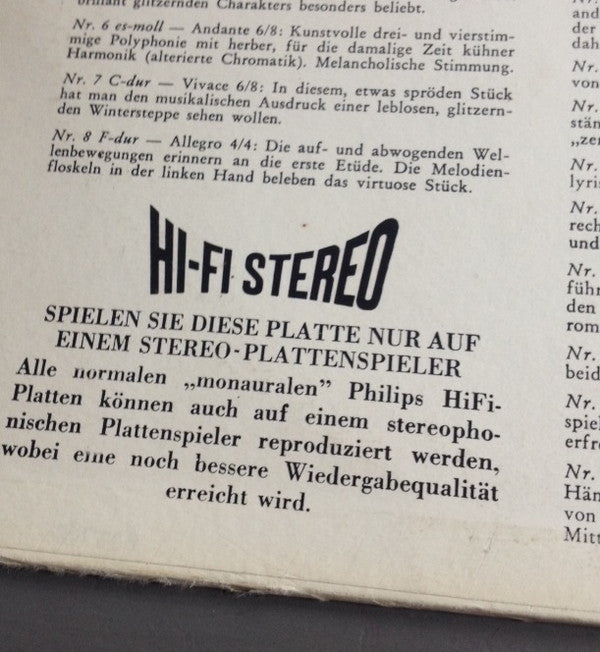 brillant glitzernden Charakters besonders beliebt.
Nr. 6 es-moll — Andante 6/8: Kunstvolle drei- und vierstim-
mige Polyphonie mit herber, für die damalige Zeit kühner
Harmonik (alterierte Chromatik). Melancholische Stimmung.
Nr. 7 C-dur — Vivace 6/8: In diesem, etwas spröden Stück
hat man den musikalischen Ausdruck einer leblosen, glitzern-
den Wintersteppe sehen wollen.
Nr. 8 F-dur — Allegro 4/4: Die auf- und abwogenden Wel-
lenbewegungen erinnern an die erste Etüde. Die Melodien-
floskeln in der linken Hand beleben das virtuose Stück.
HI-FI STEREO
SPIELEN SIE DIESE PLATTE NUR AUF
EINEM STEREO-PLATTENSPIELER
Alle normalen „monauralen” Philips HiFi-
Platten können auch auf einem stereopho-
nischen Plattenspieler reproduziert werden,
wobei eine noch bessere Wiedergabequalität
erreicht wird.
and
der
dah
Nr.
von
Nr.
stän
„ze
Nr.
lyri
Nr.
rech
und
Nr.
führ
den
rom
Nr.
beid
Nr.
spie
erfr
Nr.
Hän
von
Mitt